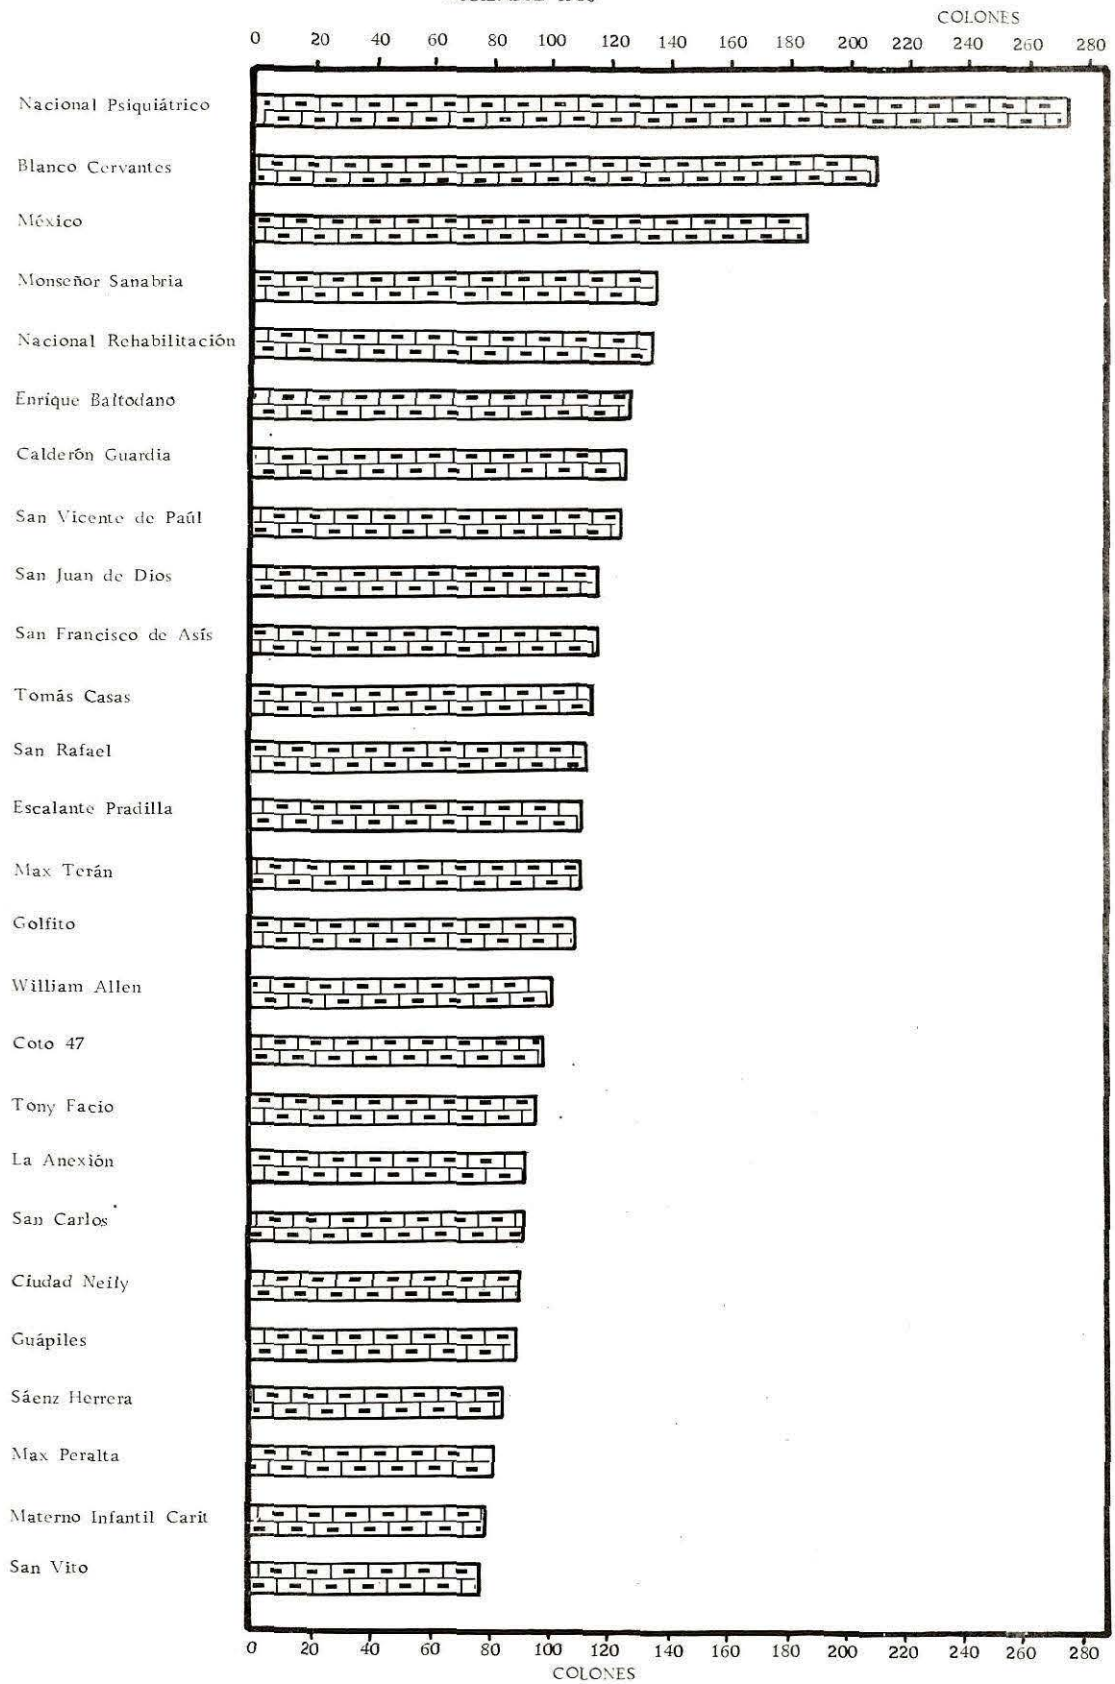 COLONES
0 20 40 60 80 100 120 140 160 180 200 220 240 260 280
Nacional Psiquiátrico
Blanco Cervantes
México
Monseñor Sanabria
Nacional Rehabilitación
Enrique Baltodano
Calderón Guardia
San Vicente de Paúl
San Juan de Dios
San Francisco de Asís
Tomás Casas
San Rafael
Escalante Pradilla
Max Terán
Golfito
William Allen
Coto 47
Tony Facio
La Anexión
San Carlos
Ciudad Neily
Guápiles
Sáenz Herrera
Max Peralta
Materno Infantil Carit
San Vito
0 20 40 60 80 100 120 140 160 180 200 220 240 260 280
COLONES